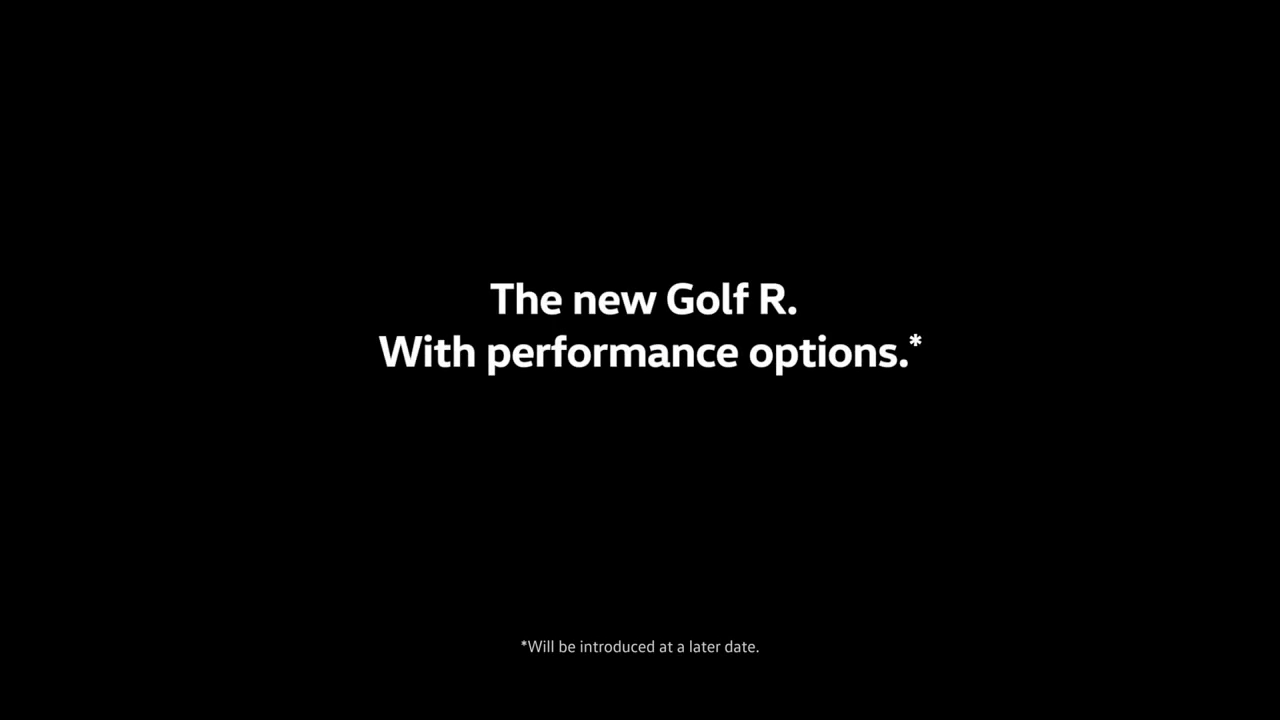 The new Golf R.
With performance options.*
*Will be introduced at a later date.